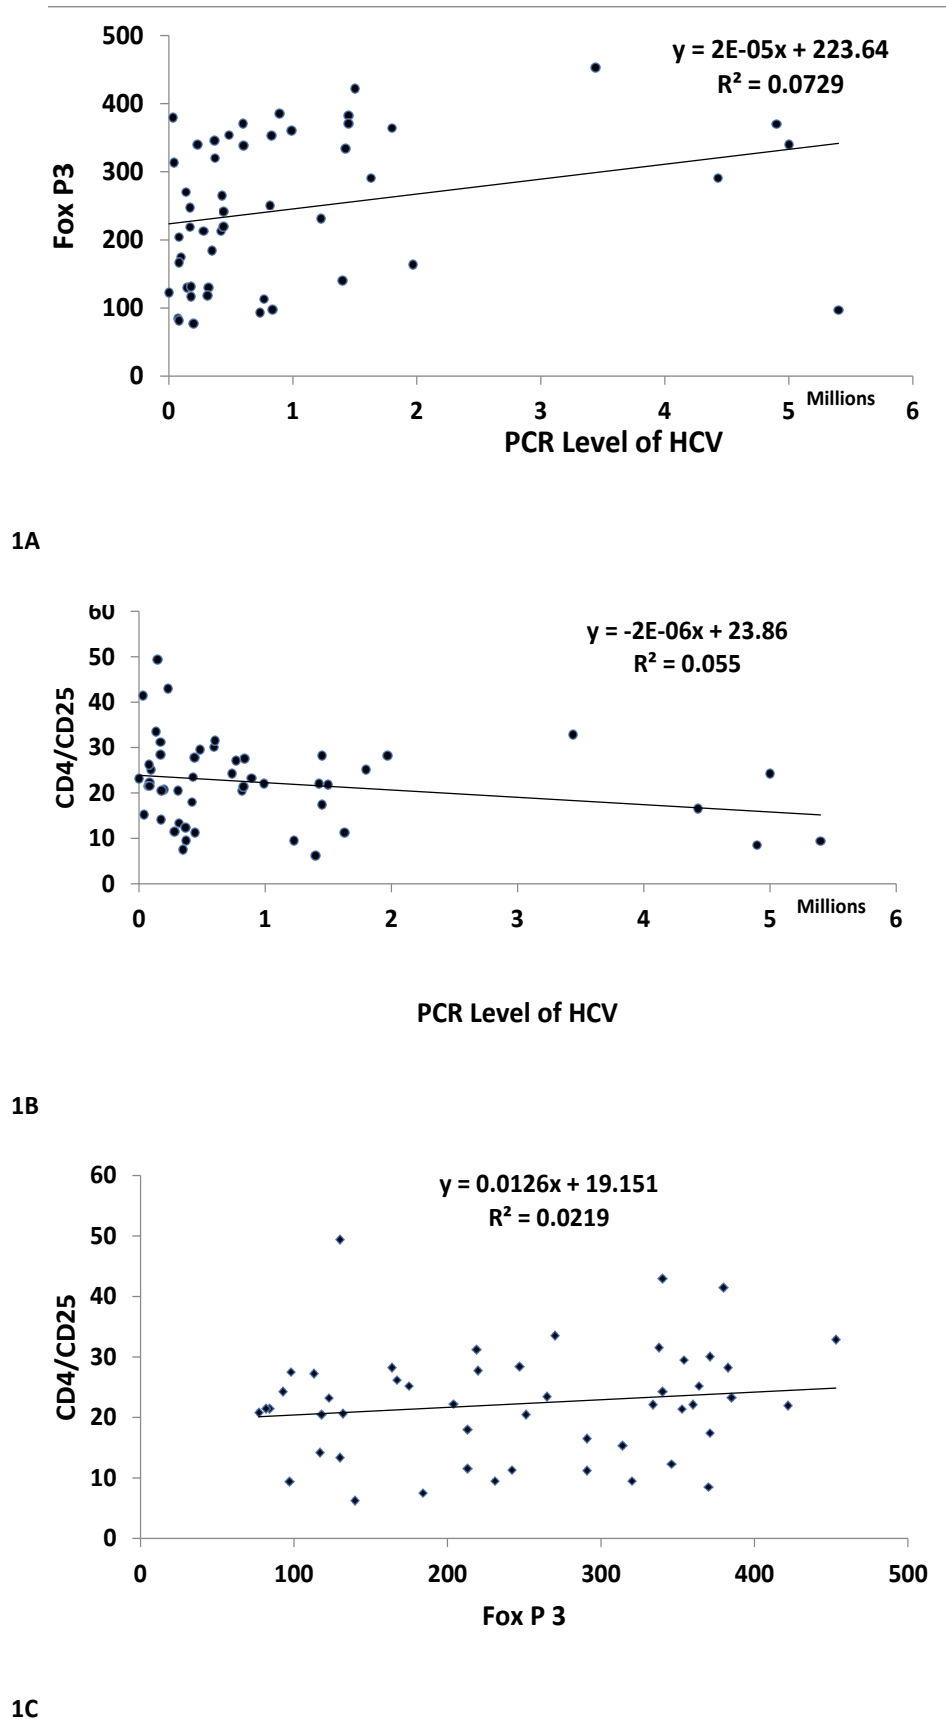 500
400
300
200
100
0
Fox P3
y = 2E-05x + 223.64
R² = 0.0729
0 1 2 3 4 5 6
Millions
PCR Level of HCV
1A
60
50
40
30
20
10
0
CD4/CD25
y = -2E-06x + 23.86
R² = 0.055
0 1 2 3 4 5 6
Millions
PCR Level of HCV
1B
60
50
40
30
20
10
0
CD4/CD25
y = 0.0126x + 19.151
R² = 0.0219
0 100 200 300 400 500
Fox P 3
1C